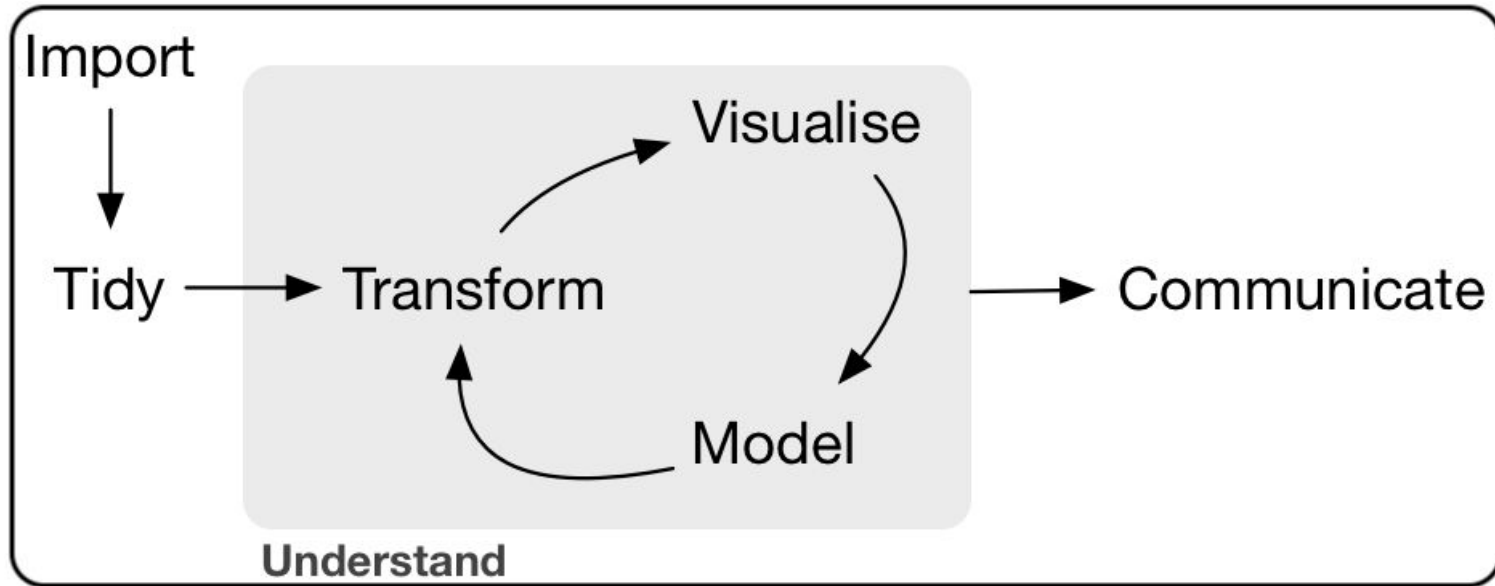 Import
Visualise
Tidy
Transform
Communicate
Model
Understand